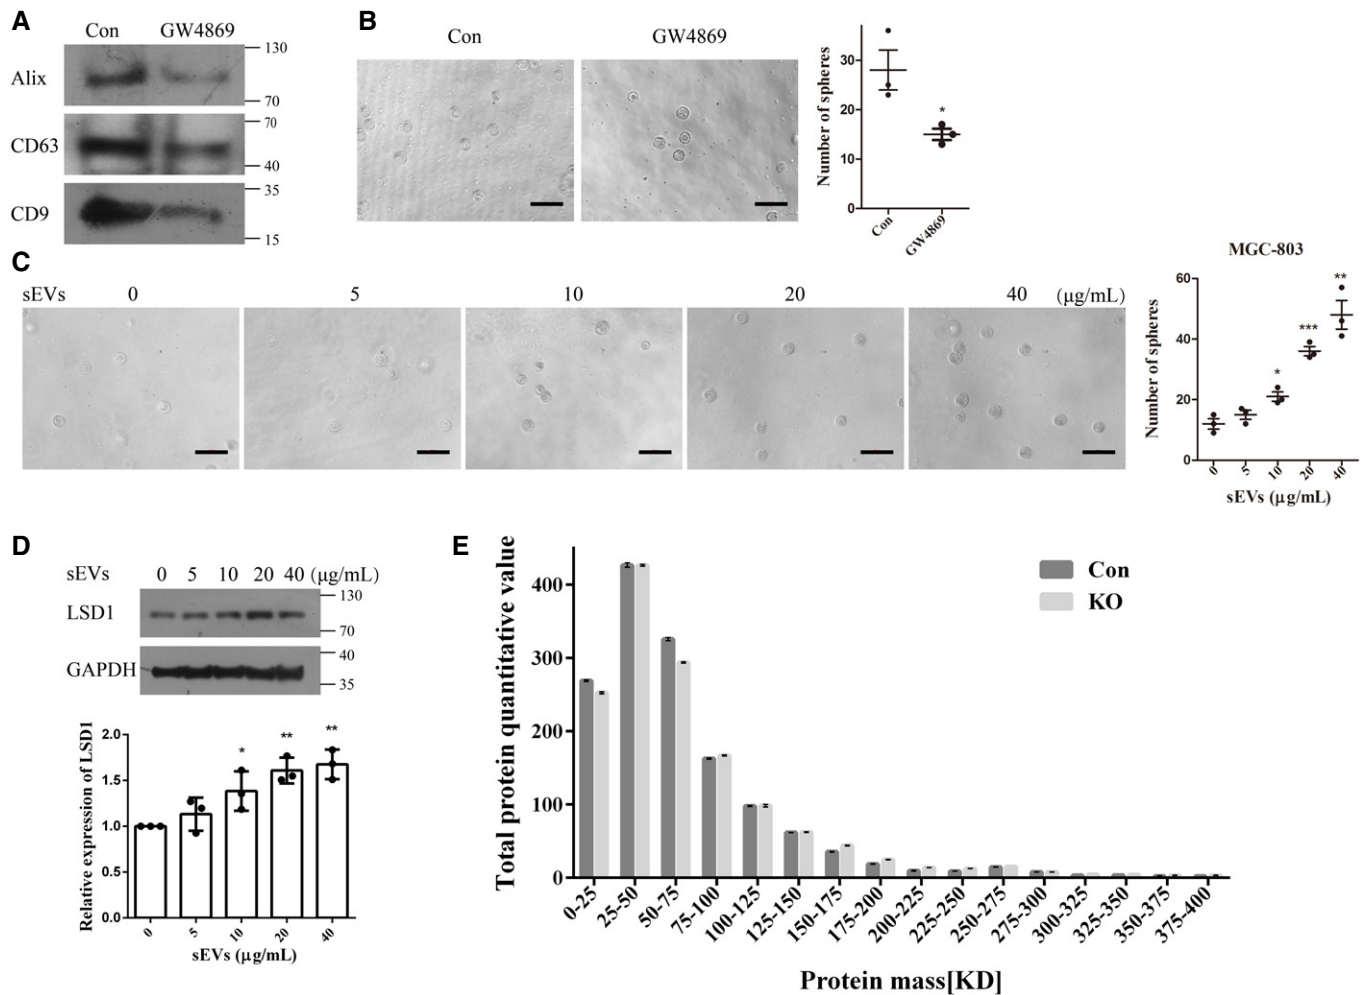 A
Con GW4869
Alix
130
70
CD63
70
40
CD9
35
15
B
Con GW4869
Number of spheres
30
20
10
0
*
Con GW4869
C
sEVs 0 5 10 20 40 (μg/mL)
MGC-803
Number of spheres
60
40
20
0
* *** **
0 5 10 20 40
sEVs (μg/mL)
D
sEVs 0 5 10 20 40 (μg/mL)
LSD1
130
70
GAPDH
40
35
Relative expression of LSD1
2.0
1.5
1.0
0.5
0.0
* ** **
0 5 10 20 40
sEVs (μg/mL)
E
Total protein quantitative value
400
300
200
100
0
Con
KO
0-25 25-50 50-75 75-100 100-125 125-150 150-175 175-200 200-225 225-250 250-275 275-300 300-325 325-350 350-375 375-400
Protein mass[KD]